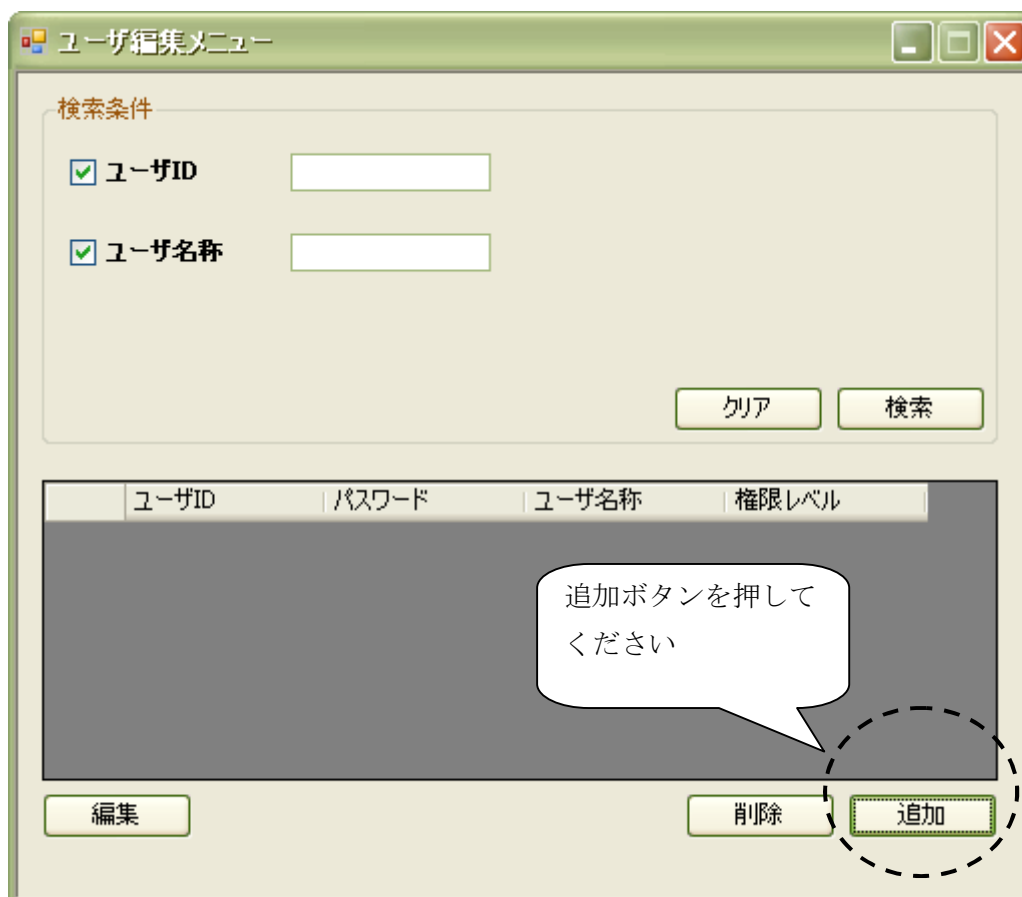 ユーザ編集メニュー
検索条件
ユーザID
ユーザ名称
クリア 検索
ユーザID パスワード ユーザ名称 権限レベル
追加ボタンを押して
ください
編集 削除 追加